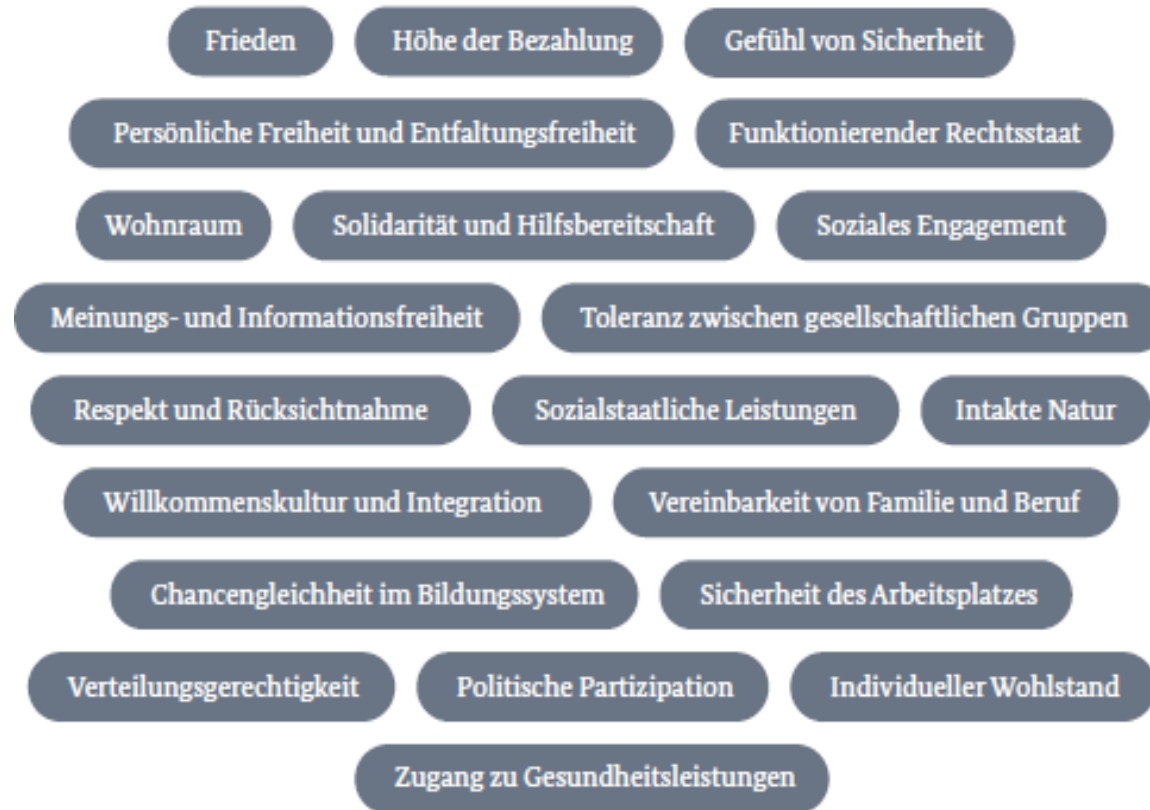 Frieden Höhe der Bezahlung Gefühl von Sicherheit
Persönliche Freiheit und Entfaltungsfreiheit Funktionierender Rechtsstaat
Wohnraum Solidarität und Hilfsbereitschaft Soziales Engagement
Meinungs- und Informationsfreiheit Toleranz zwischen gesellschaftlichen Gruppen
Respekt und Rücksichtnahme Sozialstaatliche Leistungen Intakte Natur
Willkommenskultur und Integration Vereinbarkeit von Familie und Beruf
Chancengleichheit im Bildungssystem Sicherheit des Arbeitsplatzes
Verteilungsgerechtigkeit Politische Partizipation Individueller Wohlstand
Zugang zu Gesundheitsleistungen